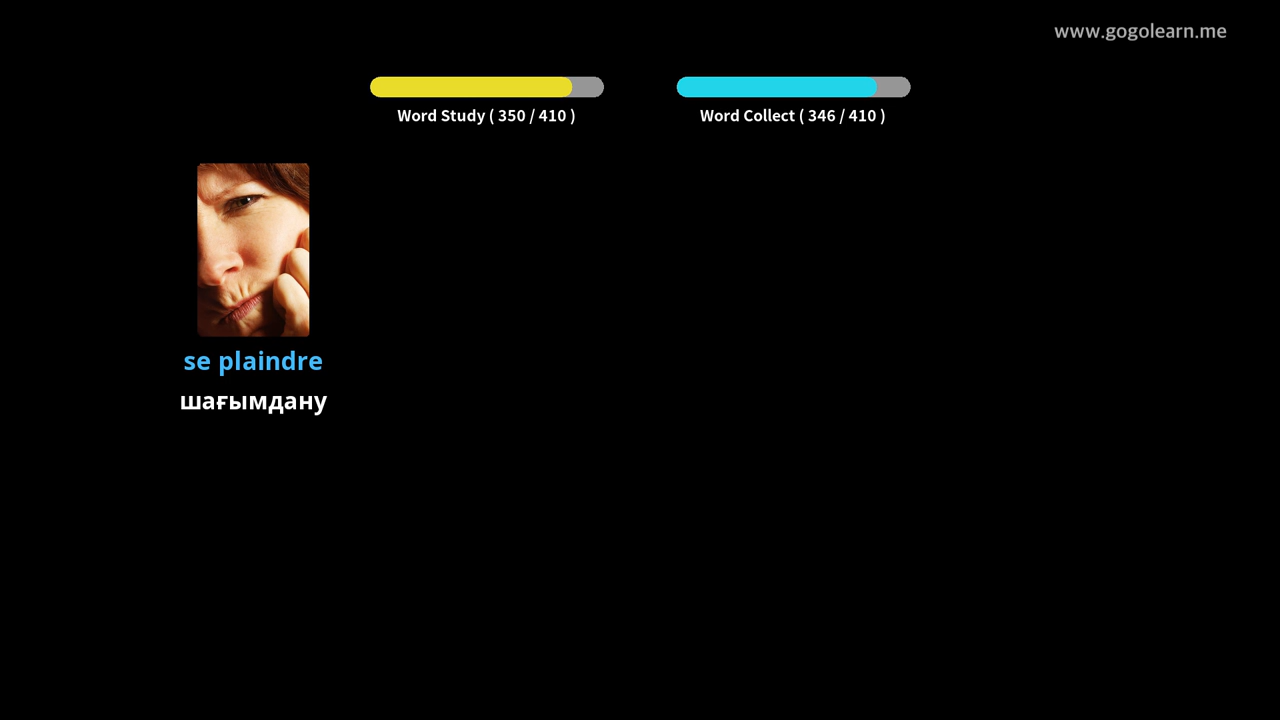 www.gogolearn.me
Word Study ( 350 / 410 )
Word Collect ( 346 / 410 )
se plaindre
шағымдану